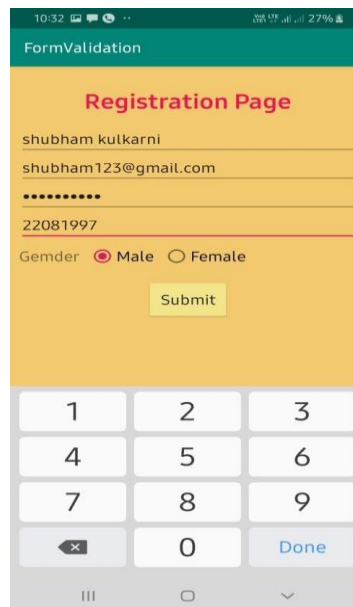 10:32 27%
FormValidation
Registration Page
shubham kulkarni
shubham123@gmail.com
••••••••••
22081997
Gemder Male Female
Submit
1 2 3
4 5 6
7 8 9
0 Done